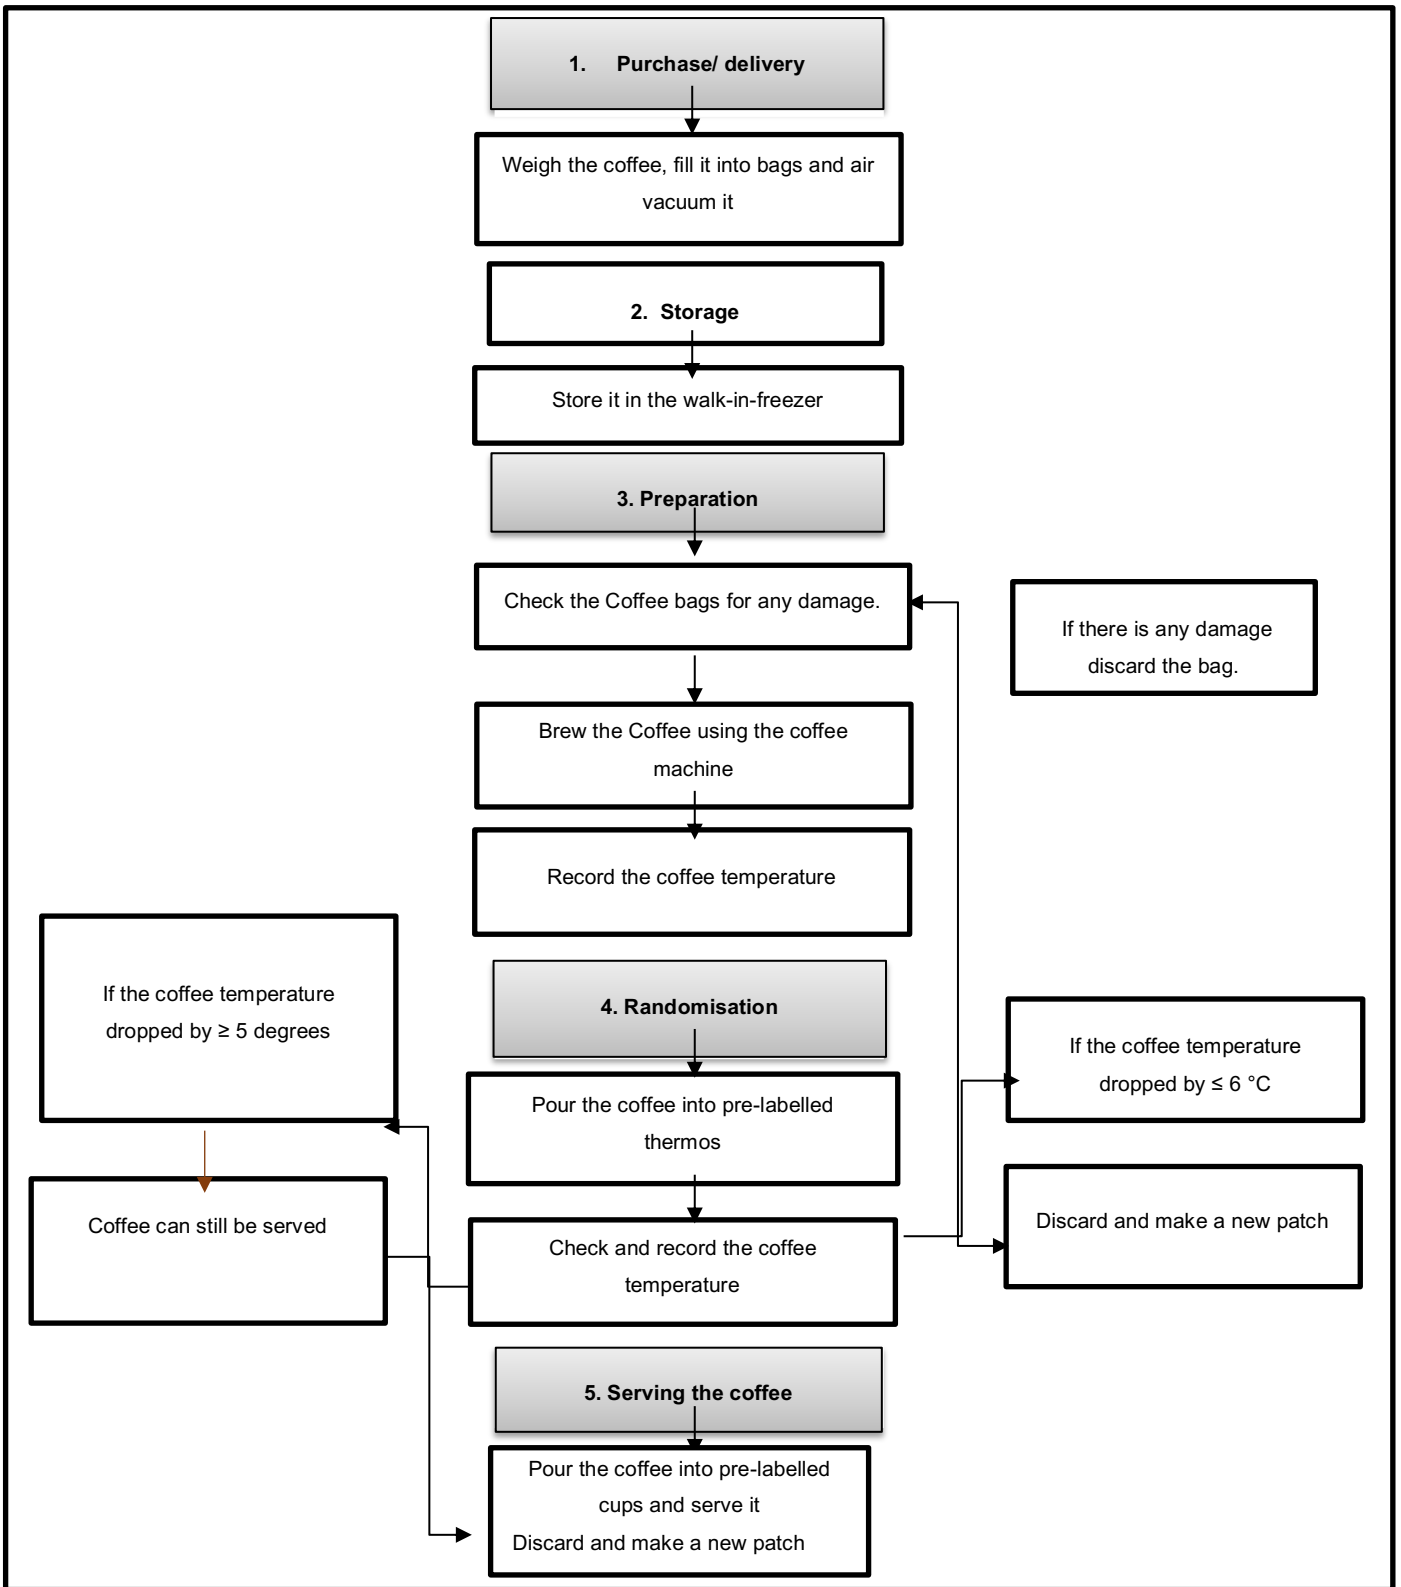 1. Purchase/ delivery
Weigh the coffee, fill it into bags and air
vacuum it
2. Storage
Store it in the walk-in-freezer
3. Preparation
Check the Coffee bags for any damage.
If there is any damage
discard the bag.
Brew the Coffee using the coffee
machine
Record the coffee temperature
If the coffee temperature
dropped by ≥ 5 degrees
4. Randomisation
If the coffee temperature
dropped by ≤ 6 °C
Pour the coffee into pre-labelled
thermos
Coffee can still be served
Discard and make a new patch
Check and record the coffee
temperature
5. Serving the coffee
Pour the coffee into pre-labelled
cups and serve it
Discard and make a new patch